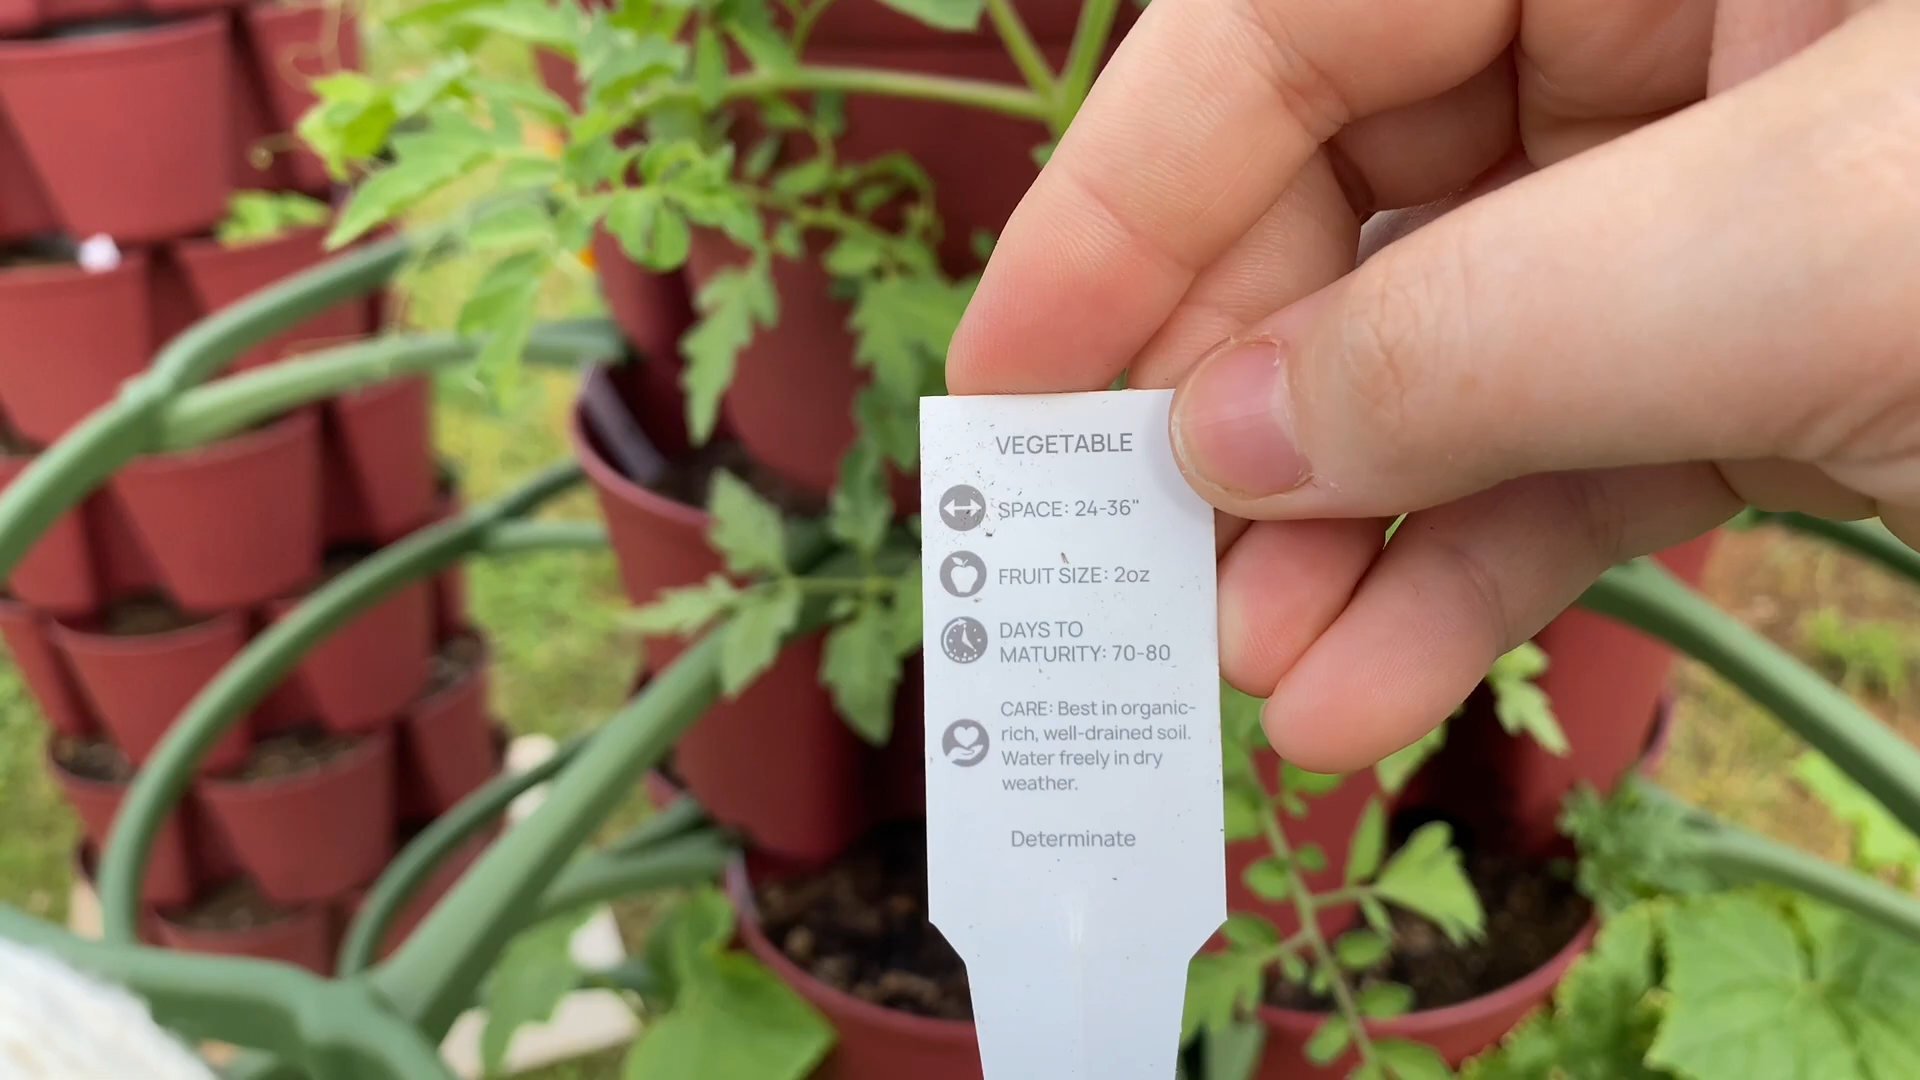 VEGETABLE
SPACE: 24-36"
FRUIT SIZE: 2oz
DAYS TO
MATURITY: 70-80
CARE: Best in organic-
rich, well-drained soil.
Water freely in dry
weather.
Determinate